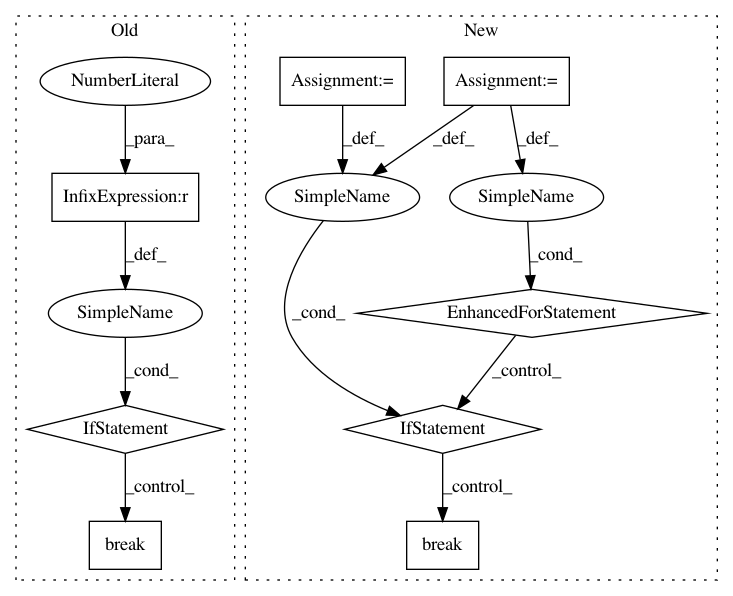 Old
New
NumberLiteral
Assignment:=
Assignment:=
_para_
_def_
_def_
_def_
InfixExpression:r
SimpleName
SimpleName
_def_
_cond_
SimpleName
_cond_
EnhancedForStatement
_cond_
_control_
IfStatement
IfStatement
_control_
_control_
break
break